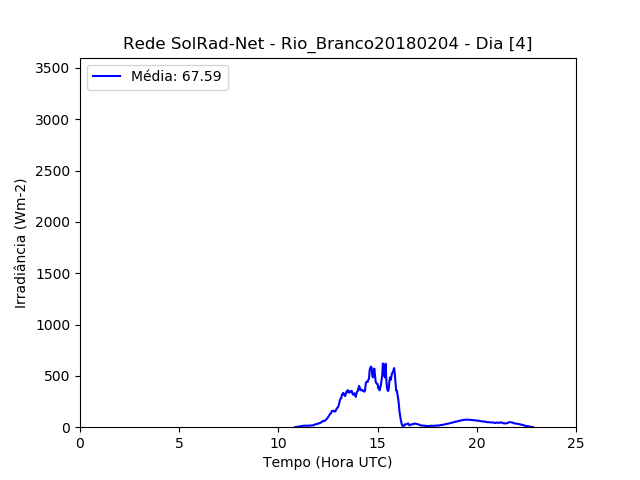 Rede SolRad-Net - Rio_Branco20180204 - Dia [4]
Média: 67.59
Irradiância (Wm-2)
3500
3000
2500
2000
1500
1000
500
0
0 5 10 15 20 25
Tempo (Hora UTC)